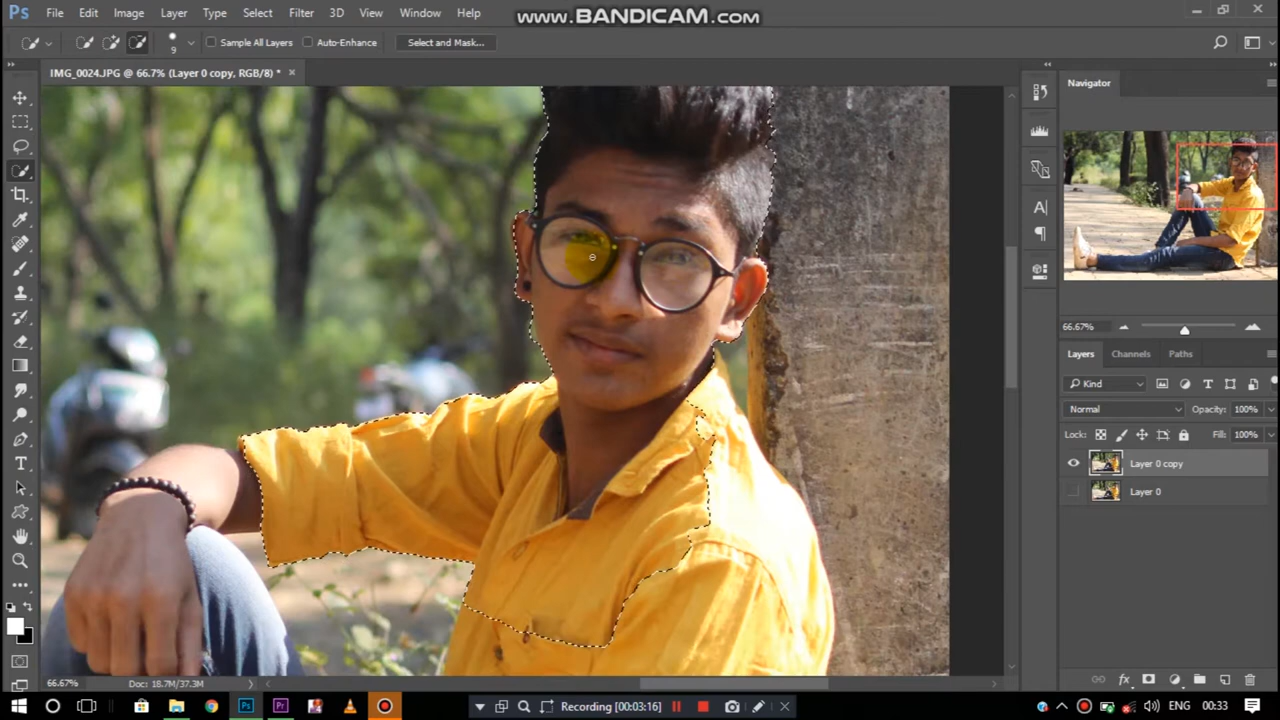 Ps File Edit Image Layer Type Select Filter 3D View Window Help
www.BANDICAM.com
9 Sample All Layers Auto-Enhance Select and Mask...
IMG_0024.JPG @ 66.7% (Layer 0 copy, RGB/8) * ×
Navigator
66.67%
Layers Channels Paths
Kind
Normal Opacity: 100%
Lock: Fill: 100%
Layer 0 copy
Layer 0
66.67% Doc: 18.7M/37.3M
Recording [00:03:16]
ENG 00:33